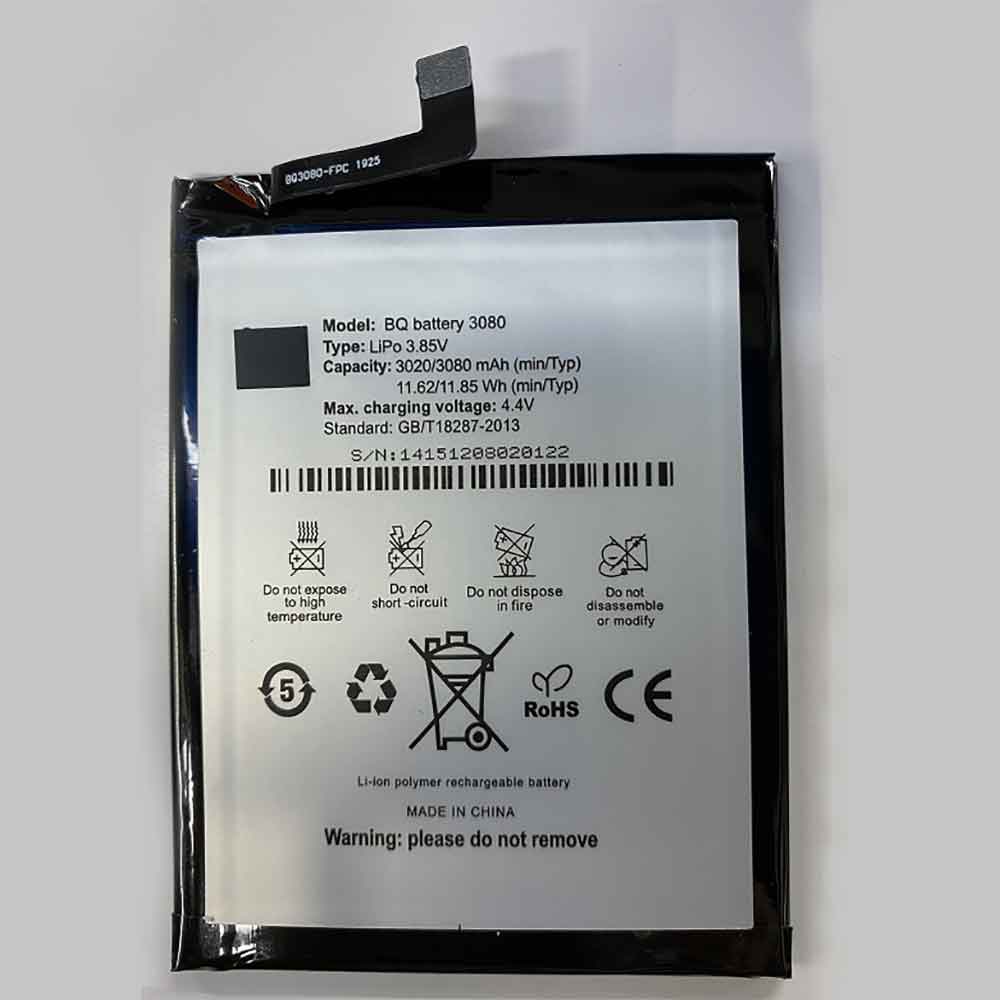 BQ3080-FPC 1925
Model: BQ battery 3080
Type: LiPo 3.85V
Capacity: 3020/3080 mAh (min/Typ)
11.62/11.85 Wh (min/Typ)
Max. charging voltage: 4.4V
Standard: GB/T18287-2013
S/N:14151208020122
Do not expose
to high
temperature
Do not
short -circuit
Do not dispose
in fire
Do not
disassemble
or modify
5
RoHS
CE
Li-ion polymer rechargeable battery
MADE IN CHINA
Warning: please do not remove